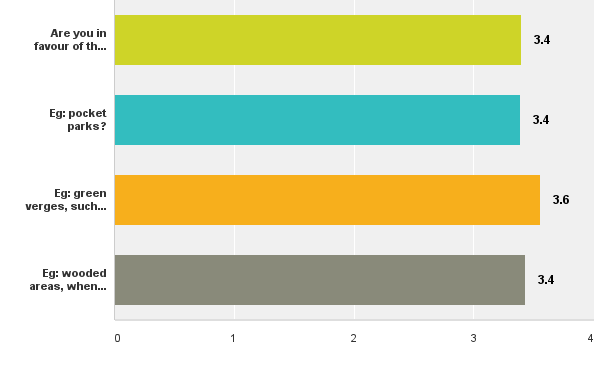 Are you in
favour of th...
3.4
Eg: pocket
parks?
3.4
Eg: green
verges, such...
3.6
Eg: wooded
areas, when...
3.4
0 1 2 3 4